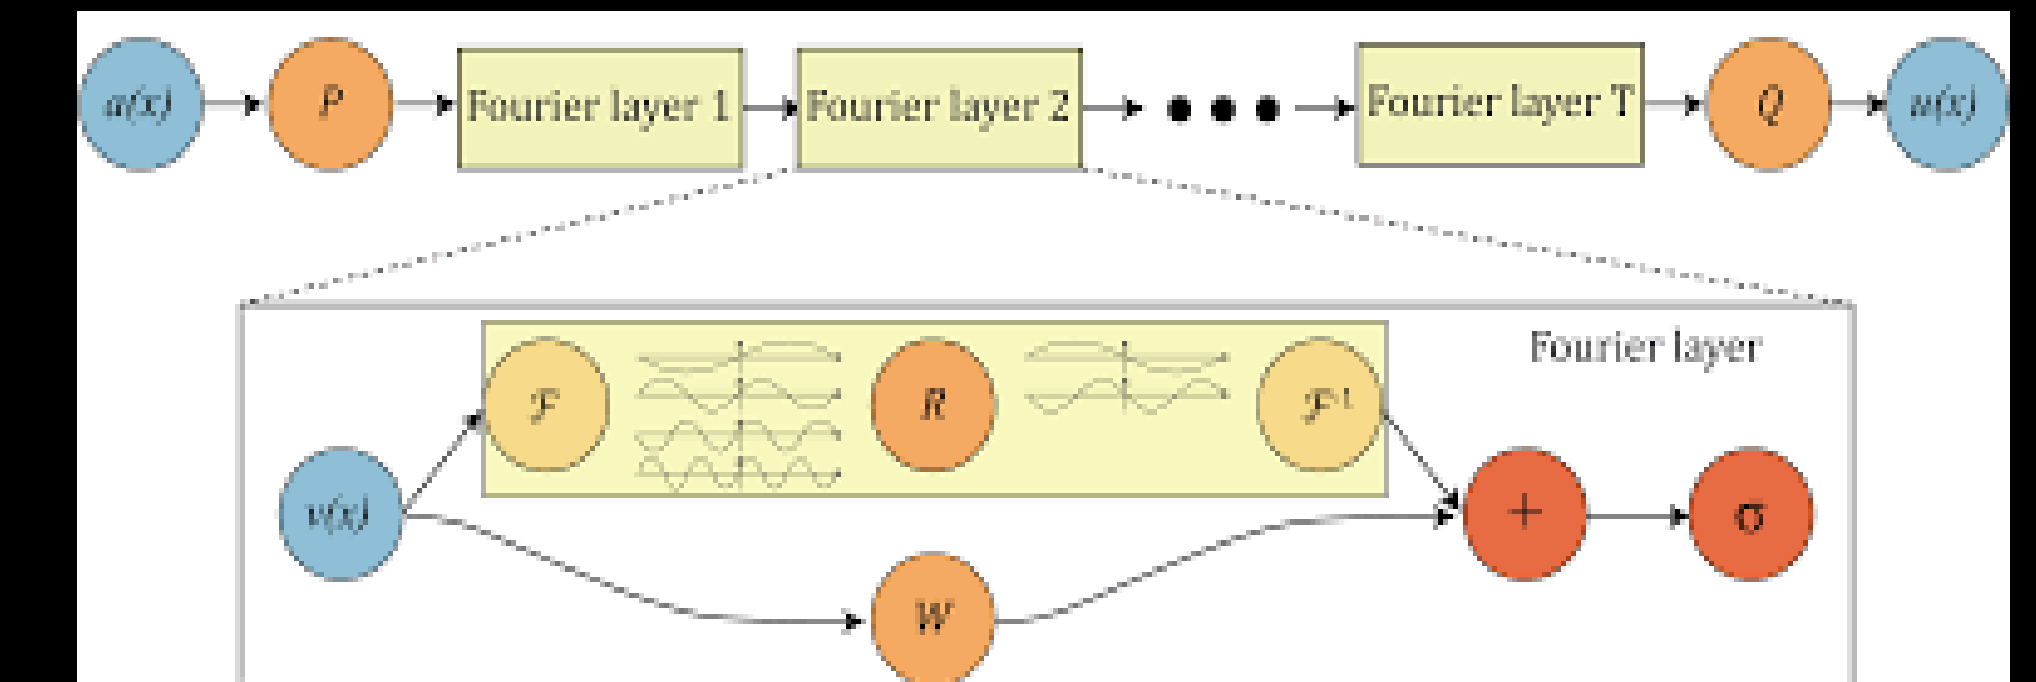 a(x) P Fourier layer 1 Fourier layer 2 Fourier layer T Q u(x)
Fourier layer
F R F⁻¹
v(x) + σ
W